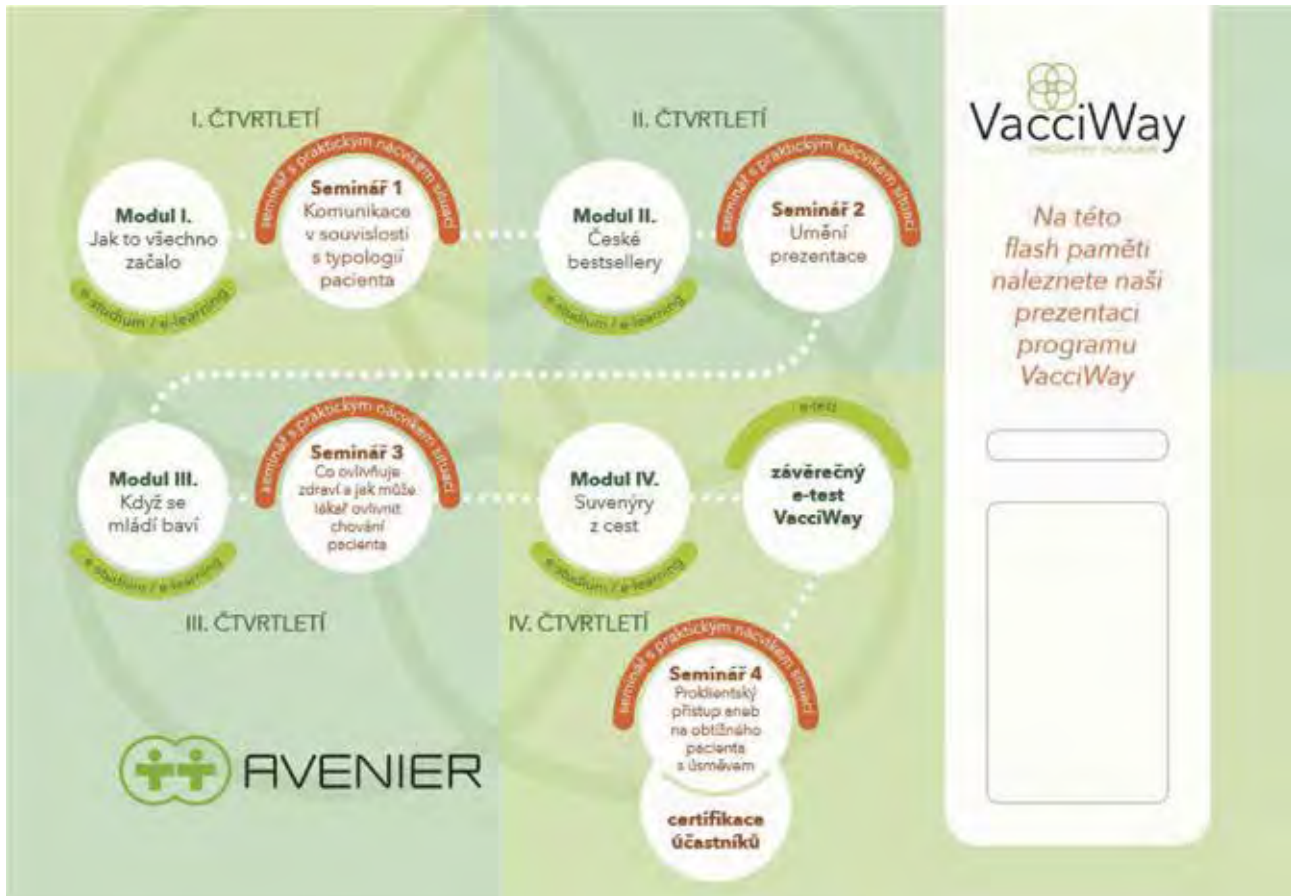 I. ČTVRTLETÍ
Modul I.
Jak to všechno
začalo
e-studium / e-learning
seminář s praktickým nácvikem situací
Seminář 1
Komunikace
v souvislosti
s typologií
pacienta
II. ČTVRTLETÍ
Modul II.
České
bestsellery
e-studium / e-learning
seminář s praktickým nácvikem situací
Seminář 2
Umění
prezentace
Modul III.
Když se
mládí baví
e-studium / e-learning
III. ČTVRTLETÍ
seminář s praktickým nácvikem situací
Seminář 3
Co ovlivňuje
zdraví a jak může
lékař ovlivnit
chování
pacienta
Modul IV.
Suvenýry
z cest
e-studium / e-learning
IV. ČTVRTLETÍ
e-test
závěrečný
e-test
VacciWay
seminář s praktickým nácvikem situací
Seminář 4
Proklientský
přístup aneb
na obtížného
pacienta
s úsměvem
certifikace
účastníků
AVENIER
VacciWay
Na této
flash paměti
naleznete naši
prezentaci
programu
VacciWay